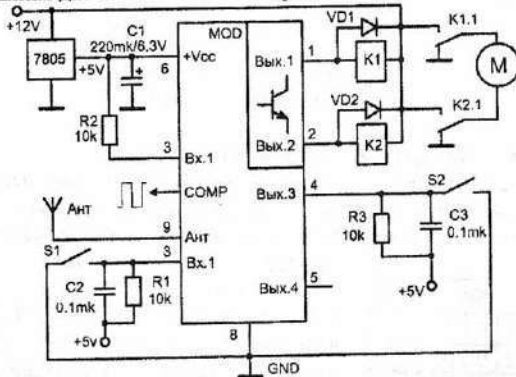 +12V
7805
+5V
C1
220mk/6,3V
+
6
+Vcc
MOD
1
Вых.1
VD1
K1
K1.1
M
R2
10k
3
Вх.1
2
Вых.2
VD2
K2
K2.1
COMP
Ант
9
Ант
S1
3
Вх.1
C2
0.1mk
R1
10k
+5v
4
Вых.3
S2
R3
10k
C3
0.1mk
+5v
5
Вых.4
8
GND